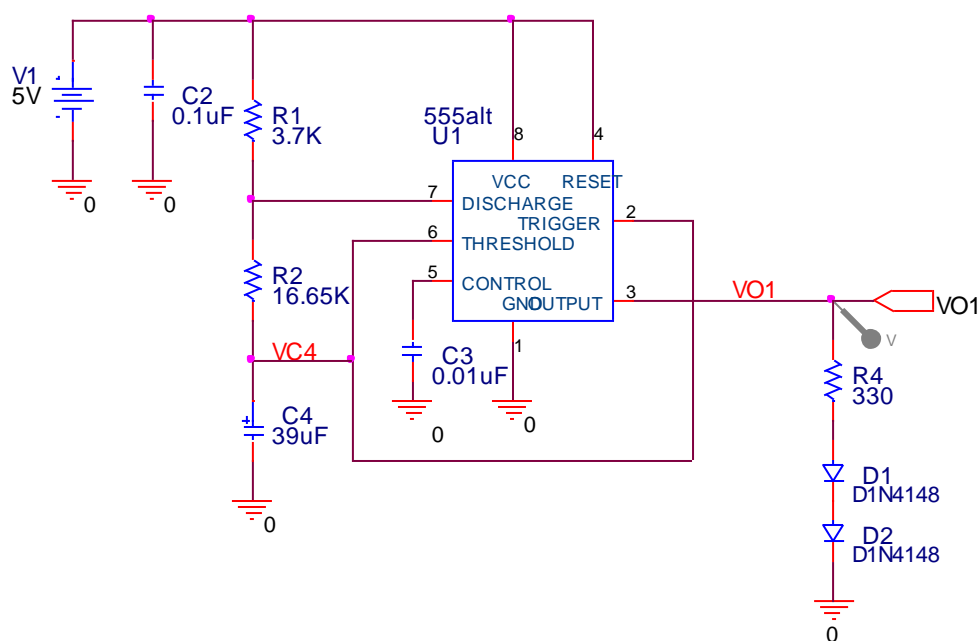 V1
5V
0
C2
0.1uF
0
R1
3.7K
R2
16.65K
VC4
C4
39uF
0
555alt
U1
8
4
VCC
RESET
7
DISCHARGE
TRIGGER
2
6
THRESHOLD
5
CONTROL
GND
OUTPUT
3
1
C3
0.01uF
0
0
VO1
VO1
V
R4
330
D1
D1N4148
D2
D1N4148
0